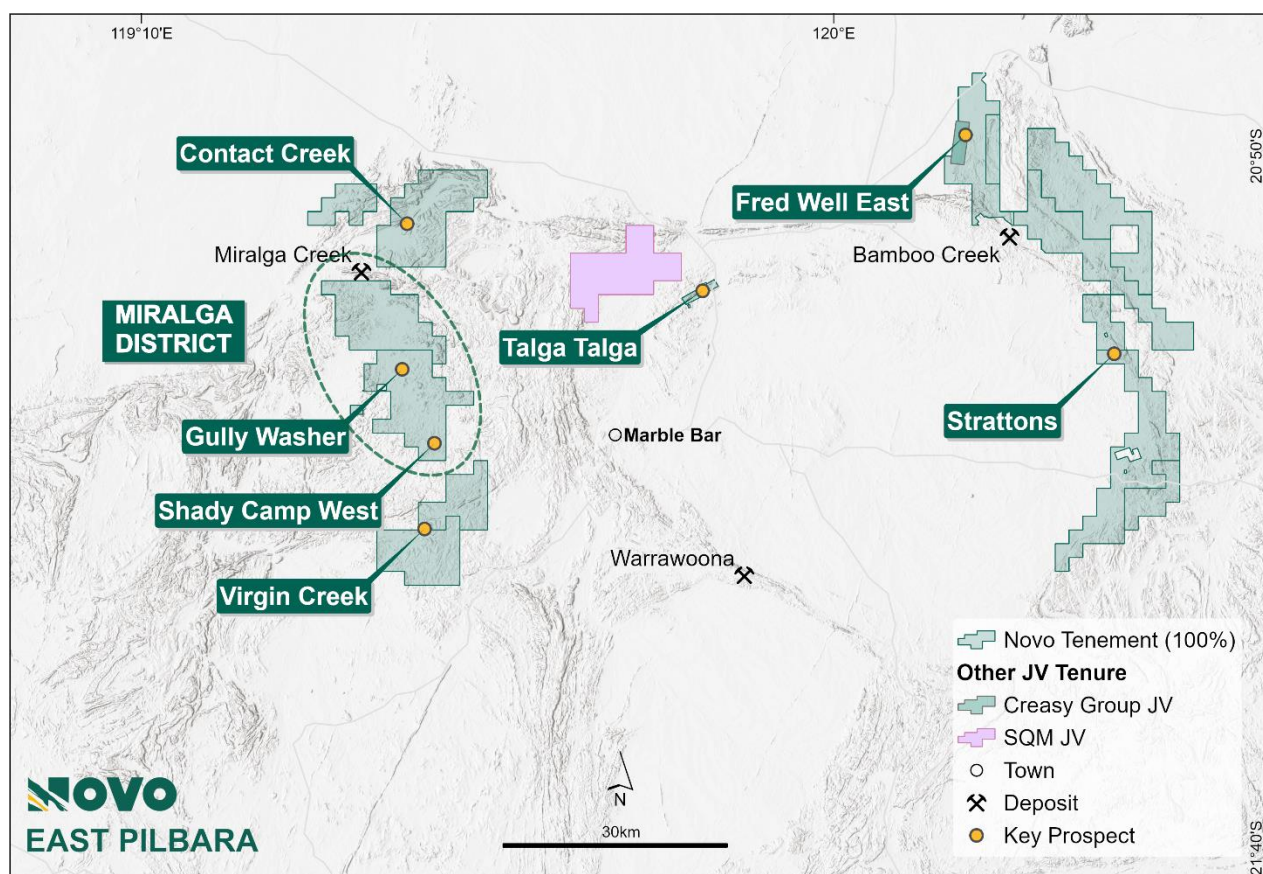 119°10'E
120°E
20°50'S
Contact Creek
Fred Well East
Miralga Creek
Bamboo Creek
MIRALGA
DISTRICT
Talga Talga
Gully Washer
Marble Bar
Strattons
Shady Camp West
Warrawoona
Virgin Creek
Novo Tenement (100%)
Other JV Tenure
Creasy Group JV
SQM JV
Town
Deposit
Key Prospect
N
30km
NOVO
EAST PILBARA
21°40'S